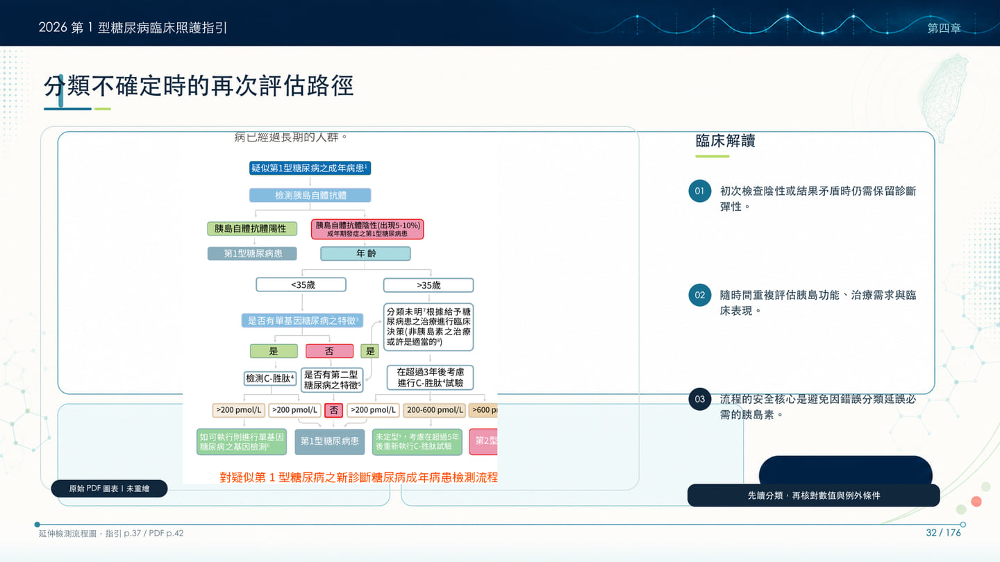 2026 第 1 型糖尿病臨床照護指引
第四章
分類不確定時的再次評估路徑
病已經過長期的人群。
疑似第1型糖尿病之成年病患¹
檢測胰島自體抗體
胰島自體抗體陽性
胰島自體抗體陰性(出現5-10%)
成年期發症之第1型糖尿病患
第1型糖尿病患
年 齡
<35歲
>35歲
是否有單基因糖尿病之特徵³
分類未明⁷根據給予糖
尿病患之治療進行臨床
決策(非胰島素之治療
或許是適當的⁸)
是
否
是
檢測C-胜肽⁴
是否有第二型
糖尿病之特徵⁵
在超過3年後考慮
進行C-胜肽⁴試驗
>200 pmol/L
>200 pmol/L
否
>200 pmol/L
200-600 pmol/L
>600 p
如可執行則進行單基因
糖尿病之基因檢測⁶
第1型糖尿病患
未定型⁹，考慮在超過5年
後重新執行C-胜肽試驗
第2型
對疑似第 1 型糖尿病之新診斷糖尿病成年病患檢測流程
原始 PDF 圖表｜未重繪
臨床解讀
01
初次檢查陰性或結果矛盾時仍需保留診斷
彈性。
02
隨時間重複評估胰島功能、治療需求與臨
床表現。
03
流程的安全核心是避免因錯誤分類延誤必
需的胰島素。
先讀分類，再核對數值與例外條件
延伸檢測流程圖．指引 p.37 / PDF p.42
32 / 176